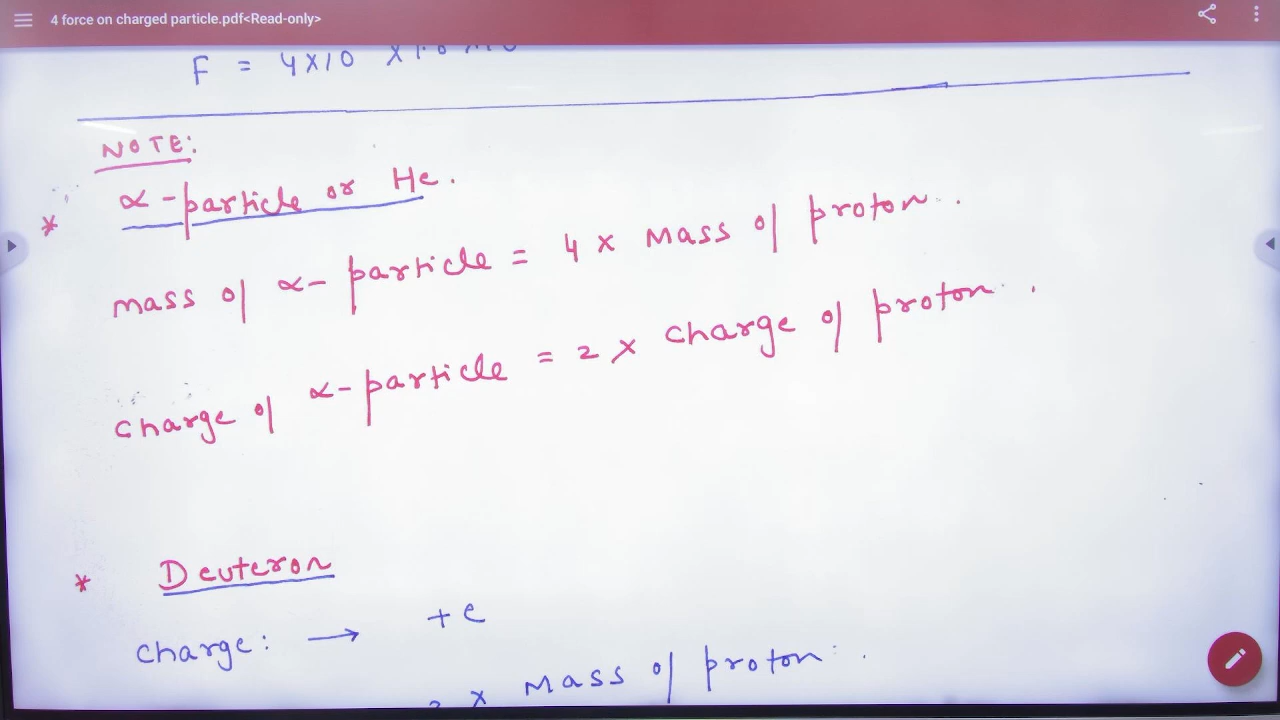 4 force on charged particle.pdf<Read-only>
F = 4X10
NOTE:
* α-particle or He.
mass of α-particle = 4 x Mass of proton.
charge of α-particle = 2 x Charge of proton.
* Deuteron
Charge: → +e
x Mass of proton.